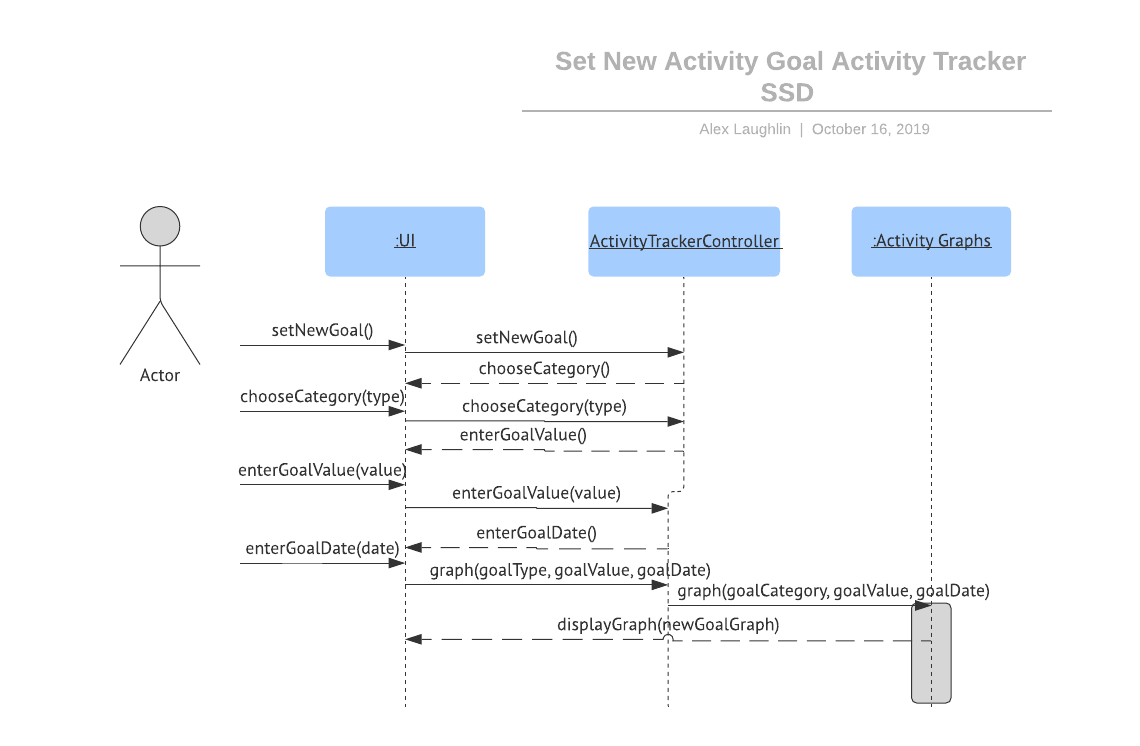 Set New Activity Goal Activity Tracker
SSD
Alex Laughlin | October 16, 2019
:UI
ActivityTrackerController
:Activity Graphs
Actor
setNewGoal()
setNewGoal()
chooseCategory()
chooseCategory(type)
chooseCategory(type)
enterGoalValue()
enterGoalValue(value)
enterGoalValue(value)
enterGoalDate()
enterGoalDate(date)
graph(goalType, goalValue, goalDate)
graph(goalCategory, goalValue, goalDate)
displayGraph(newGoalGraph)